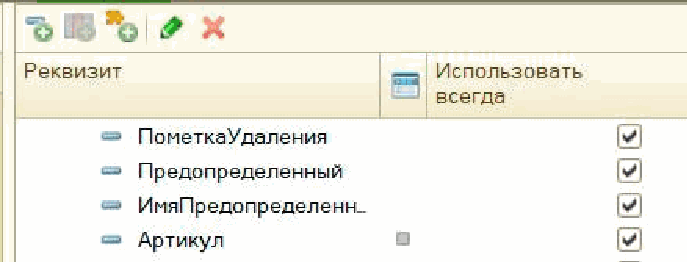 Реквизит
Использовать
всегда
ПометкаУдаления
Предопределенный
ИмяПредопределенн...
Артикул